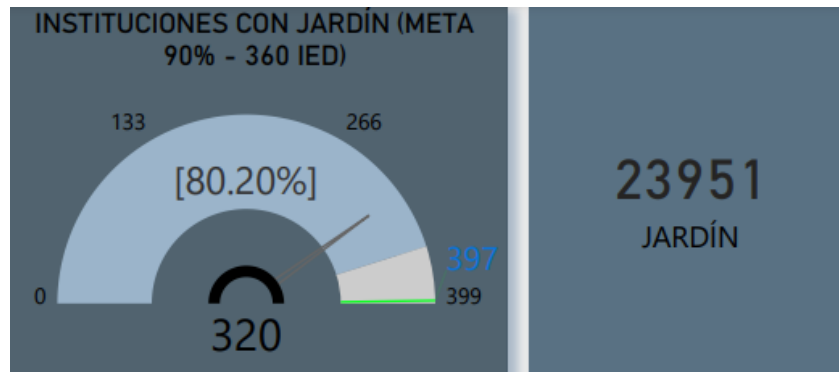 INSTITUCIONES CON JARDÍN (META
90% - 360 IED)
133
266
[80.20%]
397
0
399
320
23951
JARDÍN